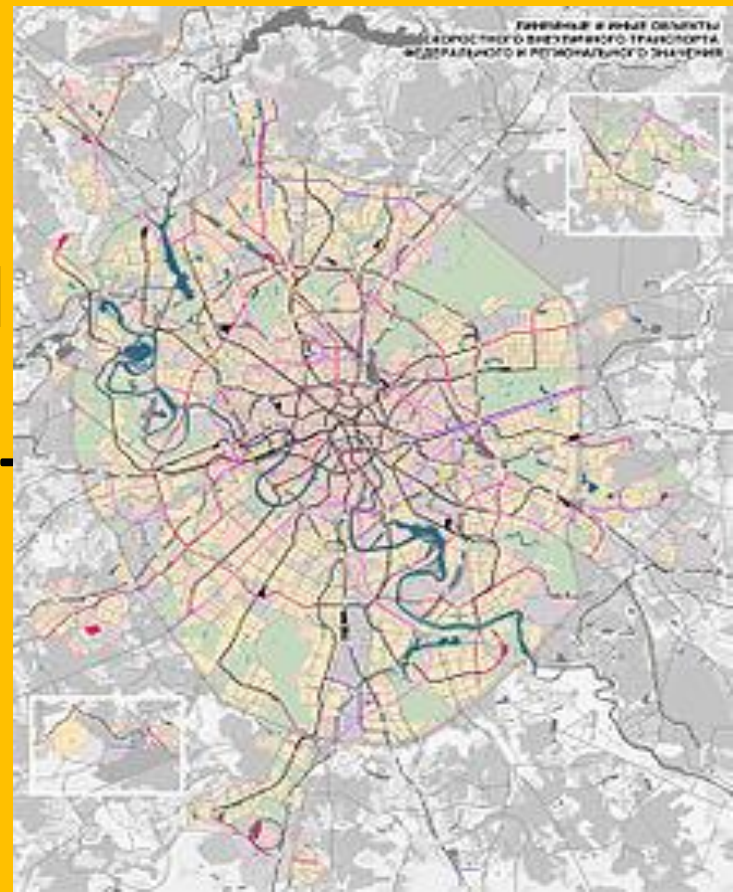 ЛИНЕЙНЫЕ И ИНЫЕ ОБЪЕКТЫ
СКОРОСТНОГО ВНЕУЛИЧНОГО ТРАНСПОРТА
ФЕДЕРАЛЬНОГО И РЕГИОНАЛЬНОГО ЗНАЧЕНИЯ